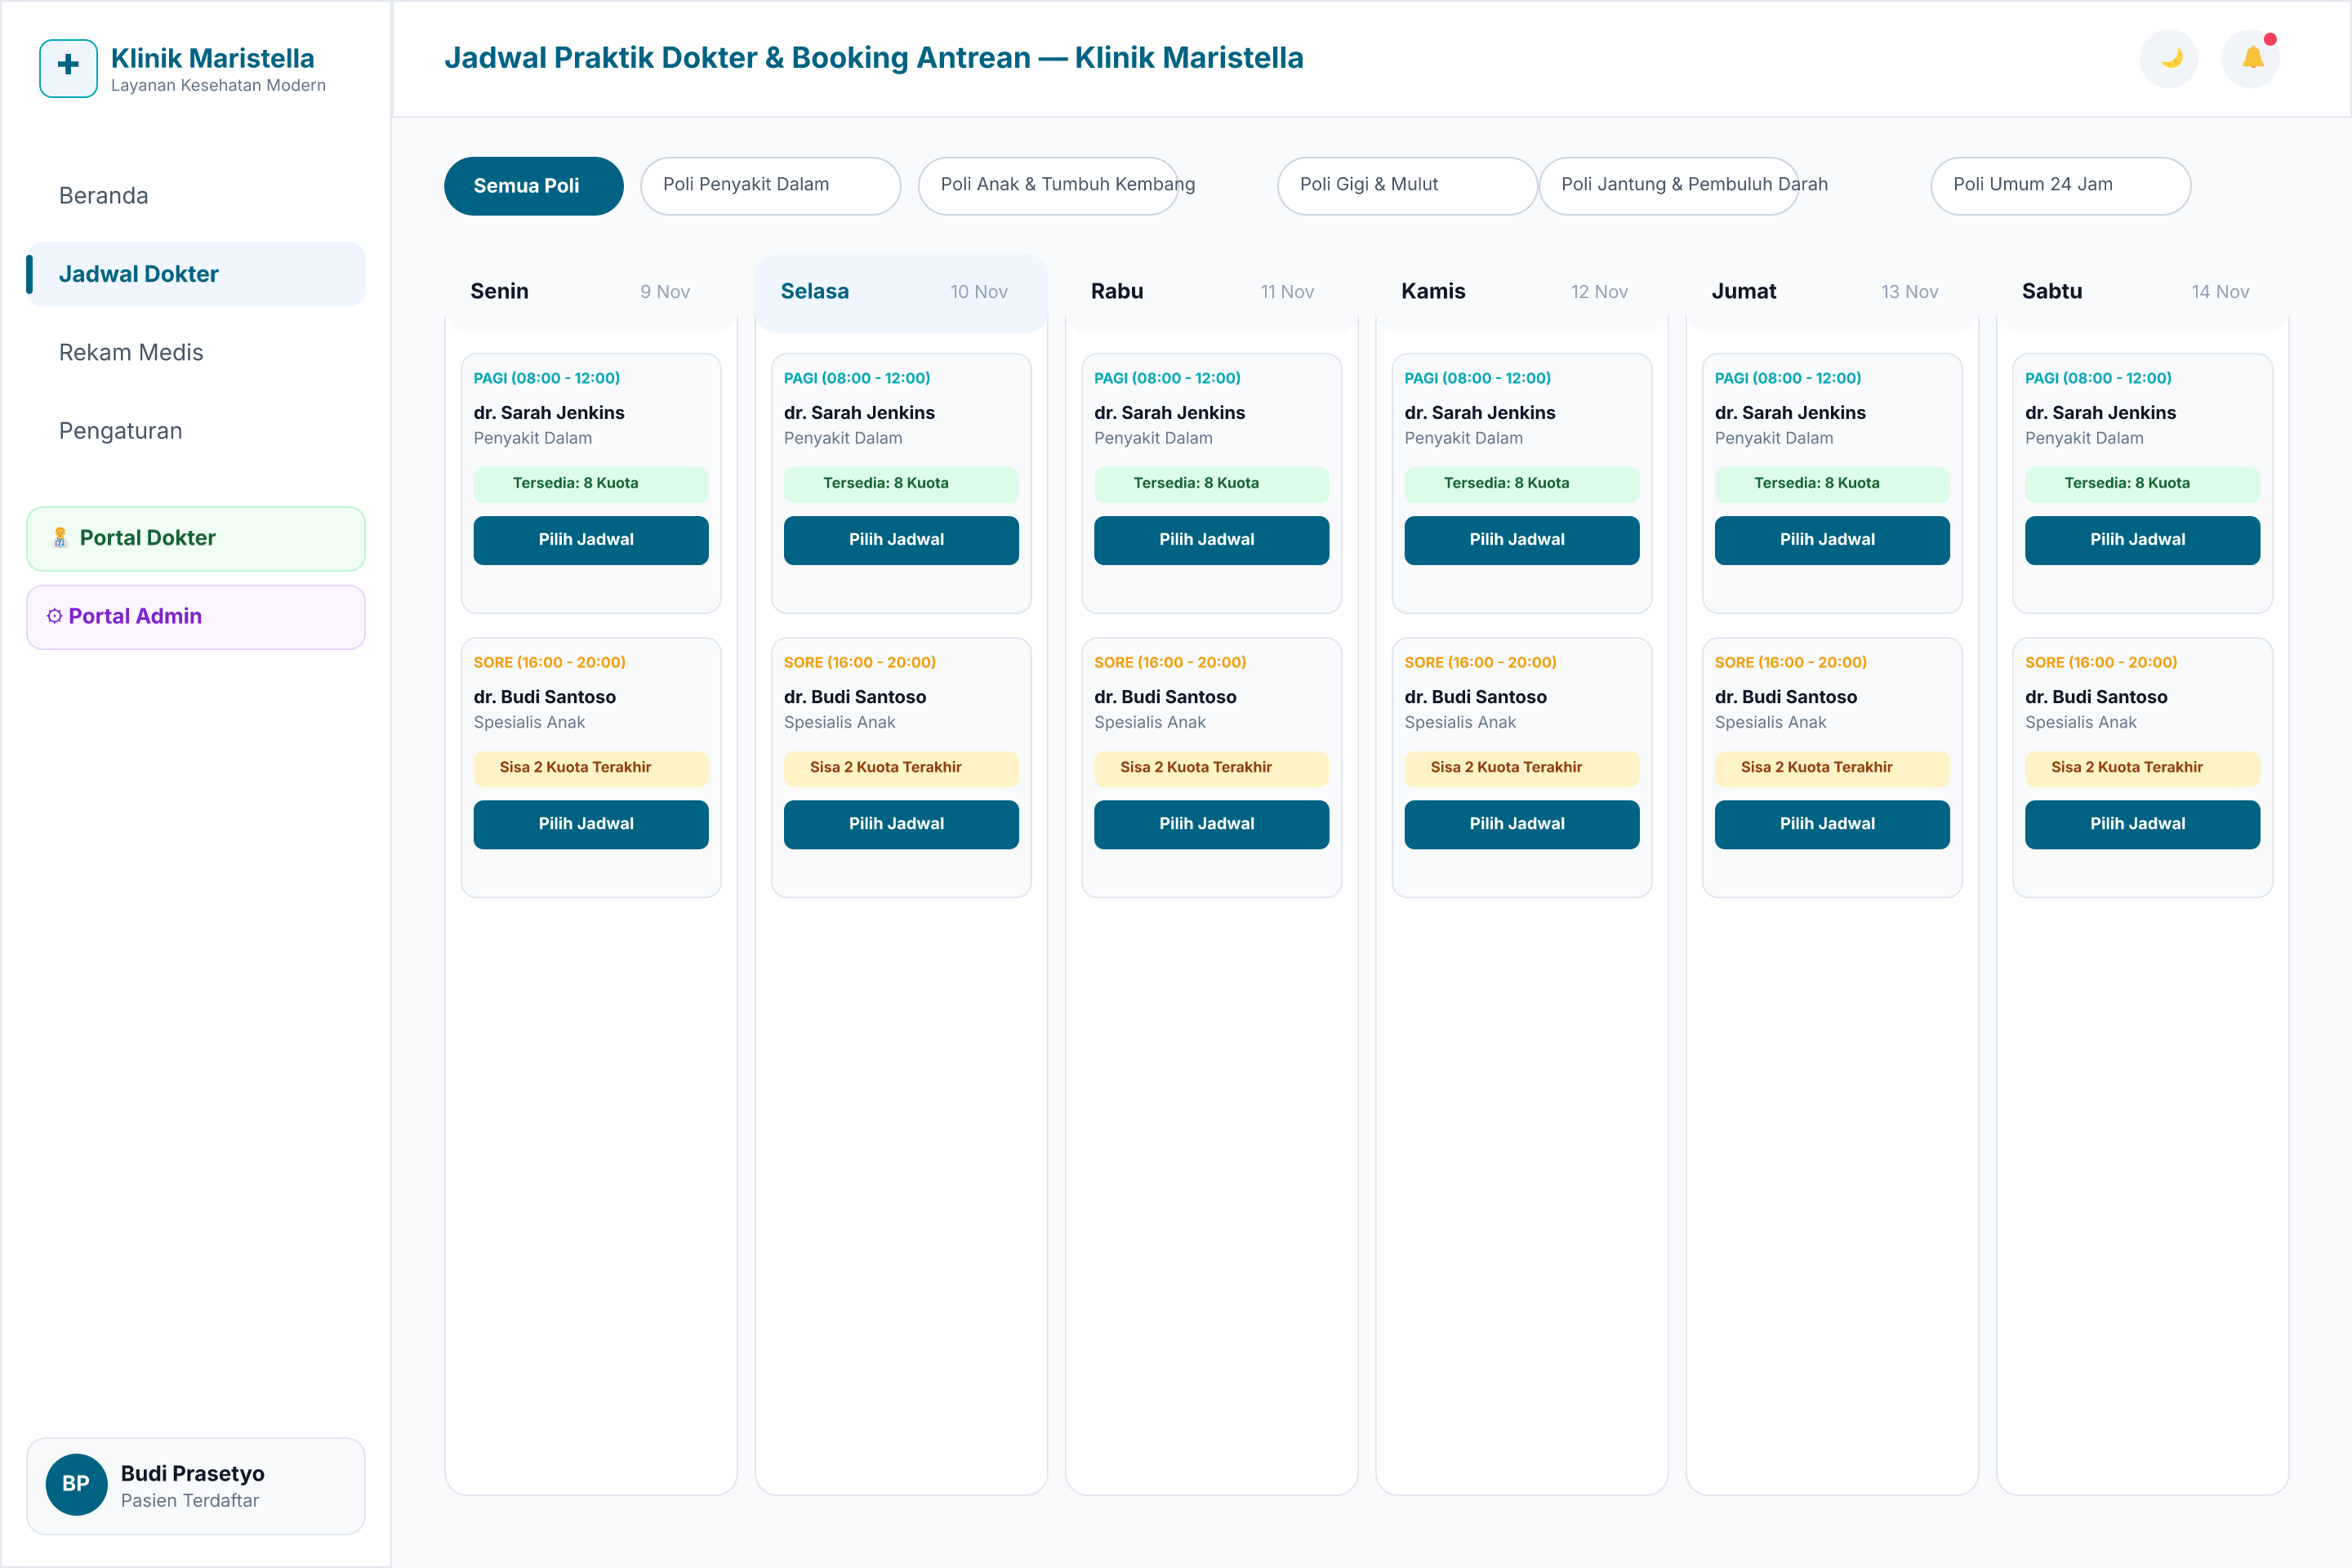 Klinik Maristella
Layanan Kesehatan Modern
Beranda
Jadwal Dokter
Rekam Medis
Pengaturan
Portal Dokter
Portal Admin
BP
Budi Prasetyo
Pasien Terdaftar
Jadwal Praktik Dokter & Booking Antrean — Klinik Maristella
Semua Poli
Poli Penyakit Dalam
Poli Anak & Tumbuh Kembang
Poli Gigi & Mulut
Poli Jantung & Pembuluh Darah
Poli Umum 24 Jam
Senin 9 Nov
PAGI (08:00 - 12:00)
dr. Sarah Jenkins
Penyakit Dalam
Tersedia: 8 Kuota
Pilih Jadwal
SORE (16:00 - 20:00)
dr. Budi Santoso
Spesialis Anak
Sisa 2 Kuota Terakhir
Pilih Jadwal
Selasa 10 Nov
PAGI (08:00 - 12:00)
dr. Sarah Jenkins
Penyakit Dalam
Tersedia: 8 Kuota
Pilih Jadwal
SORE (16:00 - 20:00)
dr. Budi Santoso
Spesialis Anak
Sisa 2 Kuota Terakhir
Pilih Jadwal
Rabu 11 Nov
PAGI (08:00 - 12:00)
dr. Sarah Jenkins
Penyakit Dalam
Tersedia: 8 Kuota
Pilih Jadwal
SORE (16:00 - 20:00)
dr. Budi Santoso
Spesialis Anak
Sisa 2 Kuota Terakhir
Pilih Jadwal
Kamis 12 Nov
PAGI (08:00 - 12:00)
dr. Sarah Jenkins
Penyakit Dalam
Tersedia: 8 Kuota
Pilih Jadwal
SORE (16:00 - 20:00)
dr. Budi Santoso
Spesialis Anak
Sisa 2 Kuota Terakhir
Pilih Jadwal
Jumat 13 Nov
PAGI (08:00 - 12:00)
dr. Sarah Jenkins
Penyakit Dalam
Tersedia: 8 Kuota
Pilih Jadwal
SORE (16:00 - 20:00)
dr. Budi Santoso
Spesialis Anak
Sisa 2 Kuota Terakhir
Pilih Jadwal
Sabtu 14 Nov
PAGI (08:00 - 12:00)
dr. Sarah Jenkins
Penyakit Dalam
Tersedia: 8 Kuota
Pilih Jadwal
SORE (16:00 - 20:00)
dr. Budi Santoso
Spesialis Anak
Sisa 2 Kuota Terakhir
Pilih Jadwal